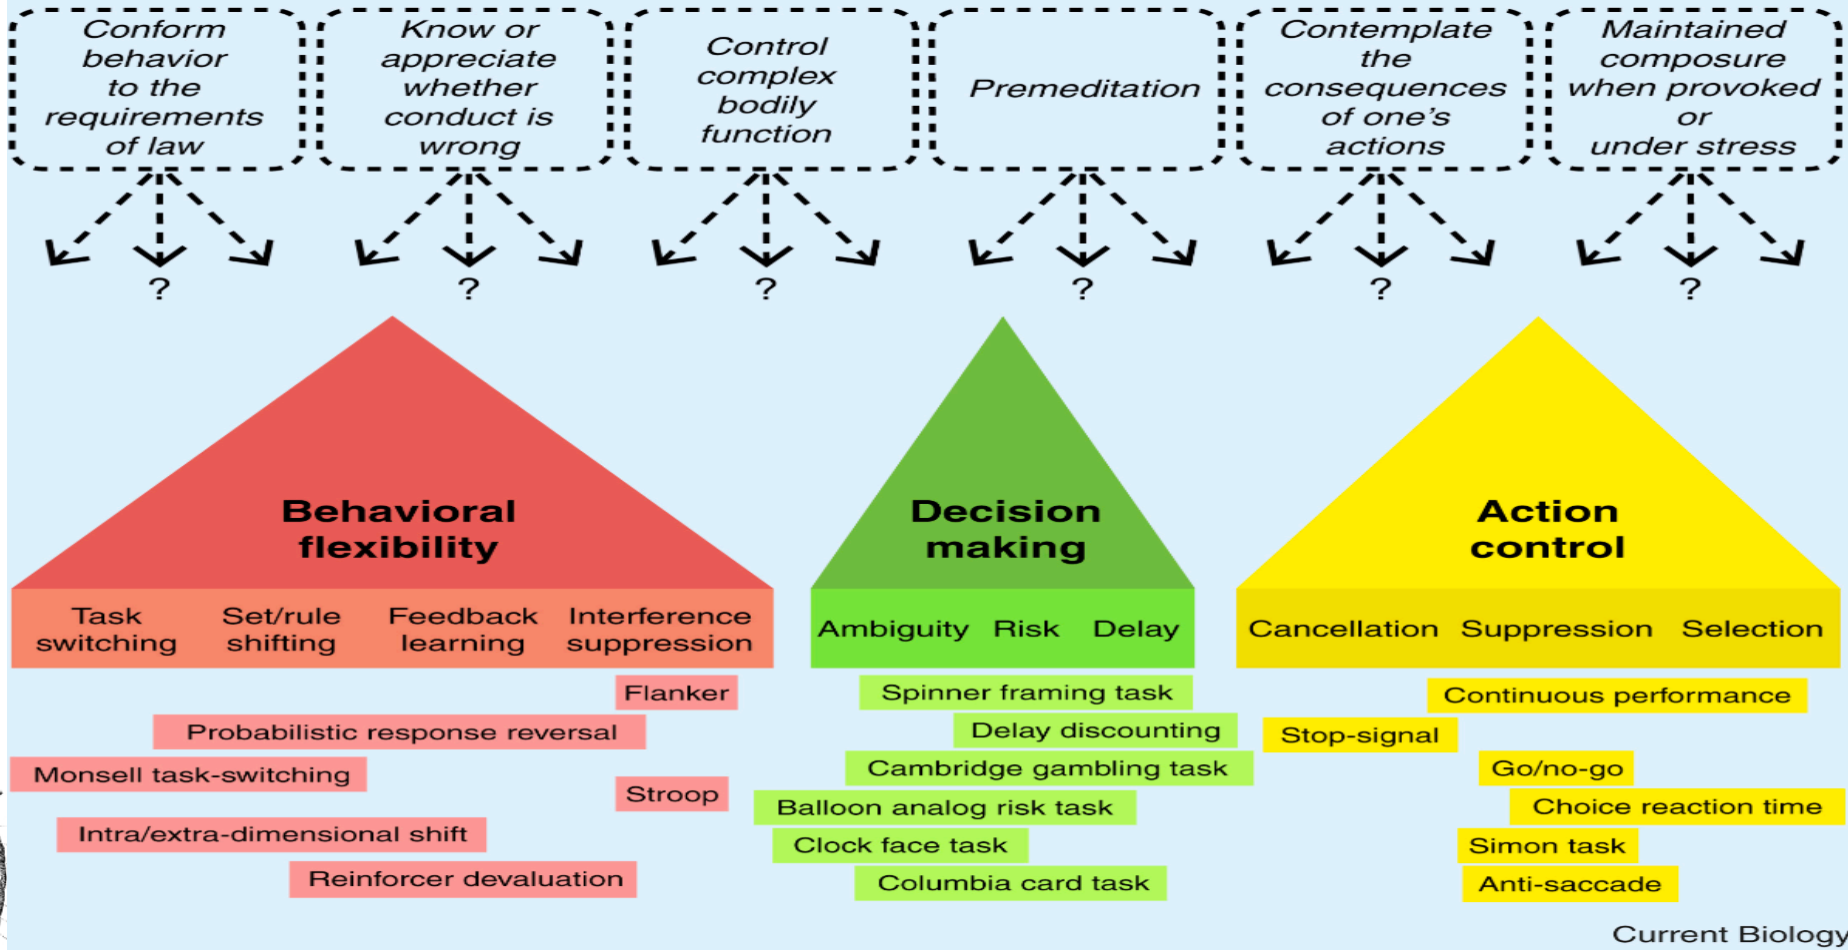 Conform
behavior
to the
requirements
of law
Know or
appreciate
whether
conduct is
wrong
Control
complex
bodily
function
Premeditation
Contemplate
the
consequences
of one's
actions
Maintained
composure
when provoked
or
under stress
?
?
?
?
?
?
Behavioral
flexibility
Decision
making
Action
control
Task
switching
Set/rule
shifting
Feedback
learning
Interference
suppression
Ambiguity
Risk
Delay
Cancellation
Suppression
Selection
Flanker
Probabilistic response reversal
Monsell task-switching
Stroop
Intra/extra-dimensional shift
Reinforcer devaluation
Spinner framing task
Delay discounting
Cambridge gambling task
Balloon analog risk task
Clock face task
Columbia card task
Continuous performance
Stop-signal
Go/no-go
Choice reaction time
Simon task
Anti-saccade
Current Biology